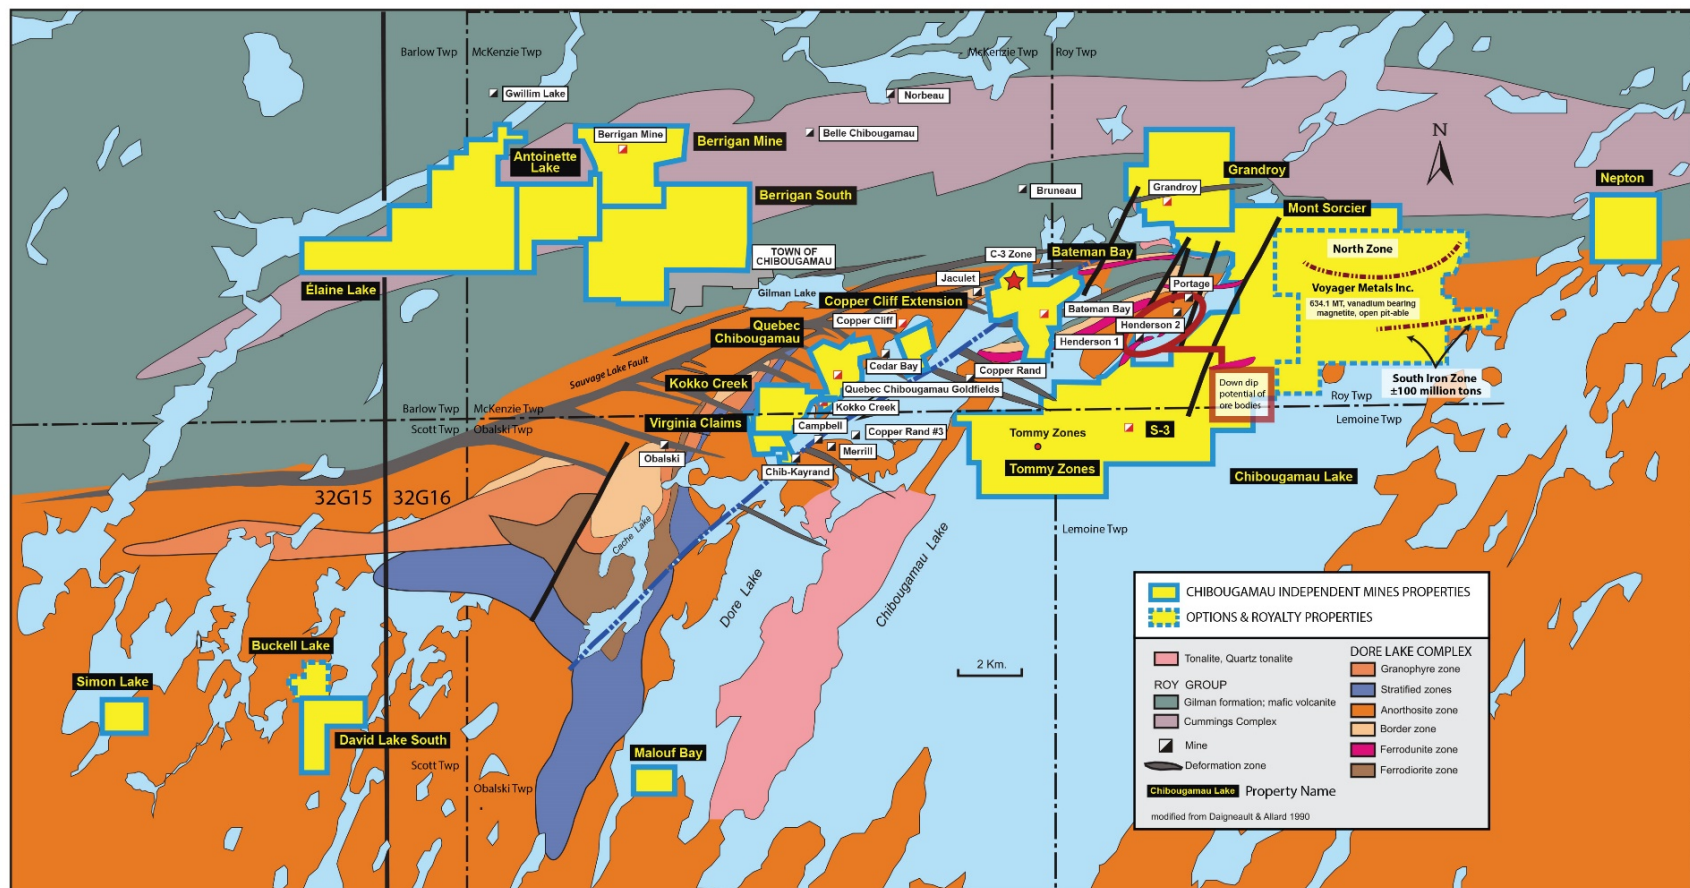 Barlow Twp
McKenzie Twp
McKenzie Twp
Roy Twp
Gwillim Lake
Norbeau
Berrigan Mine
Berrigan Mine
Belle Chibougamau
Antoinette
Lake
Berrigan South
Bruneau
Grandroy
Grandroy
N
Nepton
Mont Sorcier
North Zone
TOWN OF
CHIBOUGAMAU
C-3 Zone
Bateman Bay
Élaine Lake
Gilman Lake
Jaculet
Portage
Voyager Metals Inc.
634.1 MT, vanadium bearing
magnetite, open pit-able
Copper Cliff Extension
Copper Cliff
Bateman Bay
Henderson 2
Henderson 1
Quebec
Chibougamau
Sauvage Lake Fault
Cedar Bay
Copper Rand
Kokko Creek
Quebec Chibougamau Goldfields
Down dip
potential of
ore bodies
South Iron Zone
±100 million tons
Roy Twp
Lemoine Twp
Barlow Twp
McKenzie Twp
Scott Twp
Obalski Twp
Kokko Creek
Virginia Claims
Campbell
Copper Rand #3
Merrill
Obalski
Chib-Kayrand
Tommy Zones
S-3
Tommy Zones
Chibougamau Lake
32G15
32G16
Lemoine Twp
Cache Lake
Dore Lake
Chibougamau Lake
Buckell Lake
Simon Lake
David Lake South
Malouf Bay
Scott Twp
Obalski Twp
2 Km.
CHIBOUGAMAU INDEPENDENT MINES PROPERTIES
OPTIONS & ROYALTY PROPERTIES
Tonalite, Quartz tonalite
ROY GROUP
Gilman formation; mafic volcanite
Cummings Complex
Mine
Deformation zone
Chibougamau Lake Property Name
modified from Daigneault & Allard 1990
DORE LAKE COMPLEX
Granophyre zone
Stratified zones
Anorthosite zone
Border zone
Ferrodunite zone
Ferrodiorite zone